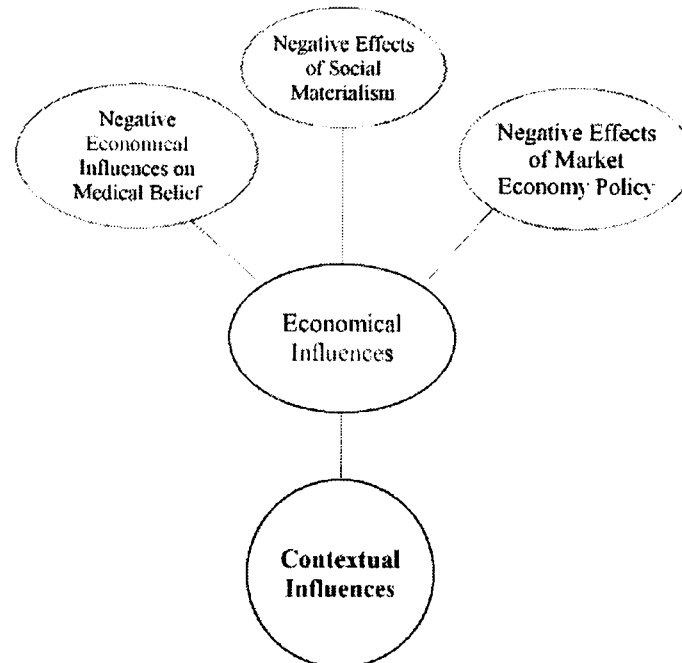 Negative Effects
of Social
Materialism
Negative
Economical
Influences on
Medical Belief
Negative Effects
of Market
Economy Policy
Economical
Influences
Contextual
Influences